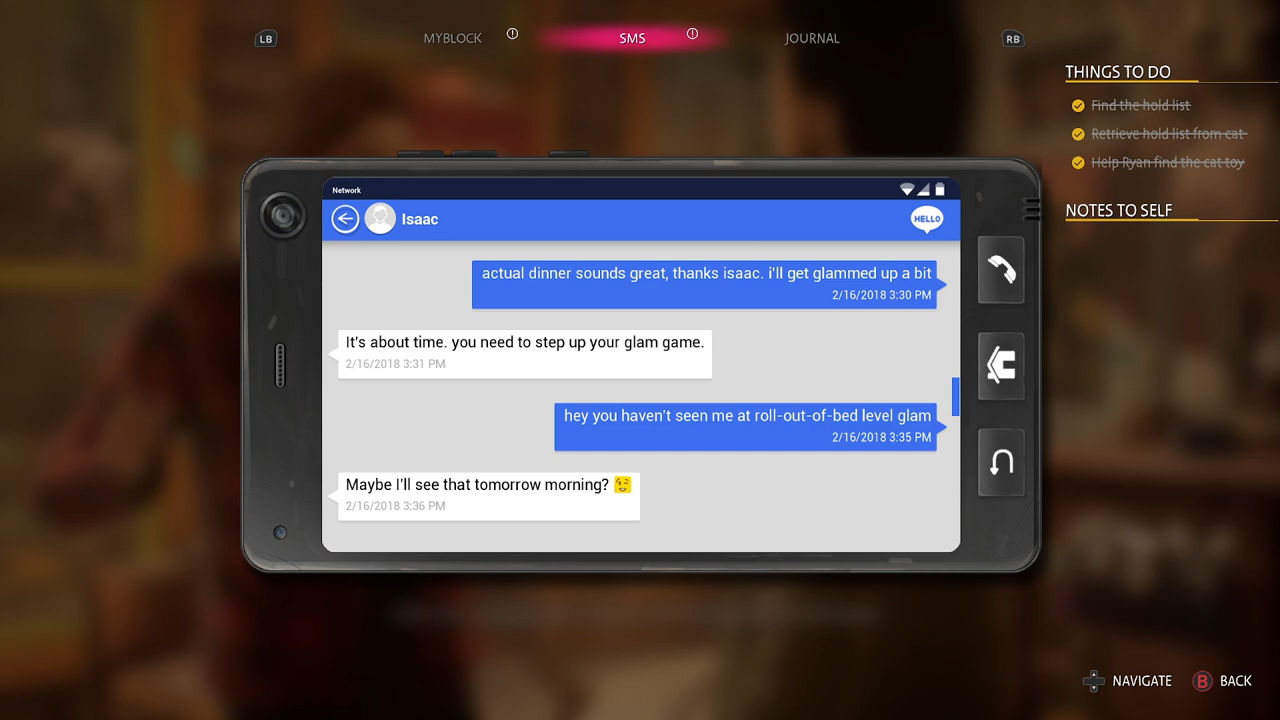 LB
MYBLOCK
SMS
JOURNAL
RB
THINGS TO DO
Find the hold list
Retrieve hold list from cat
Help Ryan find the cat toy
NOTES TO SELF
Network
Isaac
HELLO
actual dinner sounds great, thanks isaac. i'll get glammed up a bit
2/16/2018 3:30 PM
It's about time. you need to step up your glam game.
2/16/2018 3:31 PM
hey you haven't seen me at roll-out-of-bed level glam
2/16/2018 3:35 PM
Maybe I'll see that tomorrow morning? 😉
2/16/2018 3:36 PM
NAVIGATE
B BACK